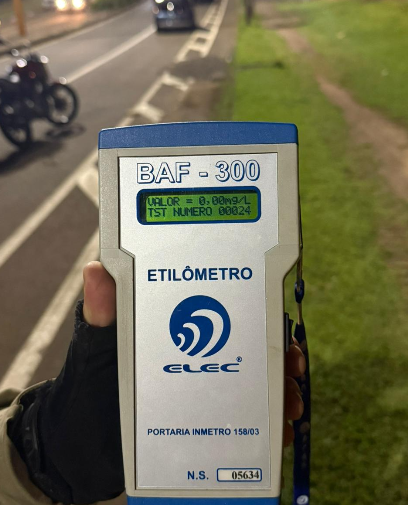 BAF - 300
VALOR = 0,00mg/L
TST NUMERO 00024
ETILÔMETRO
ELEC®
PORTARIA INMETRO 158/03
N.S. 05634